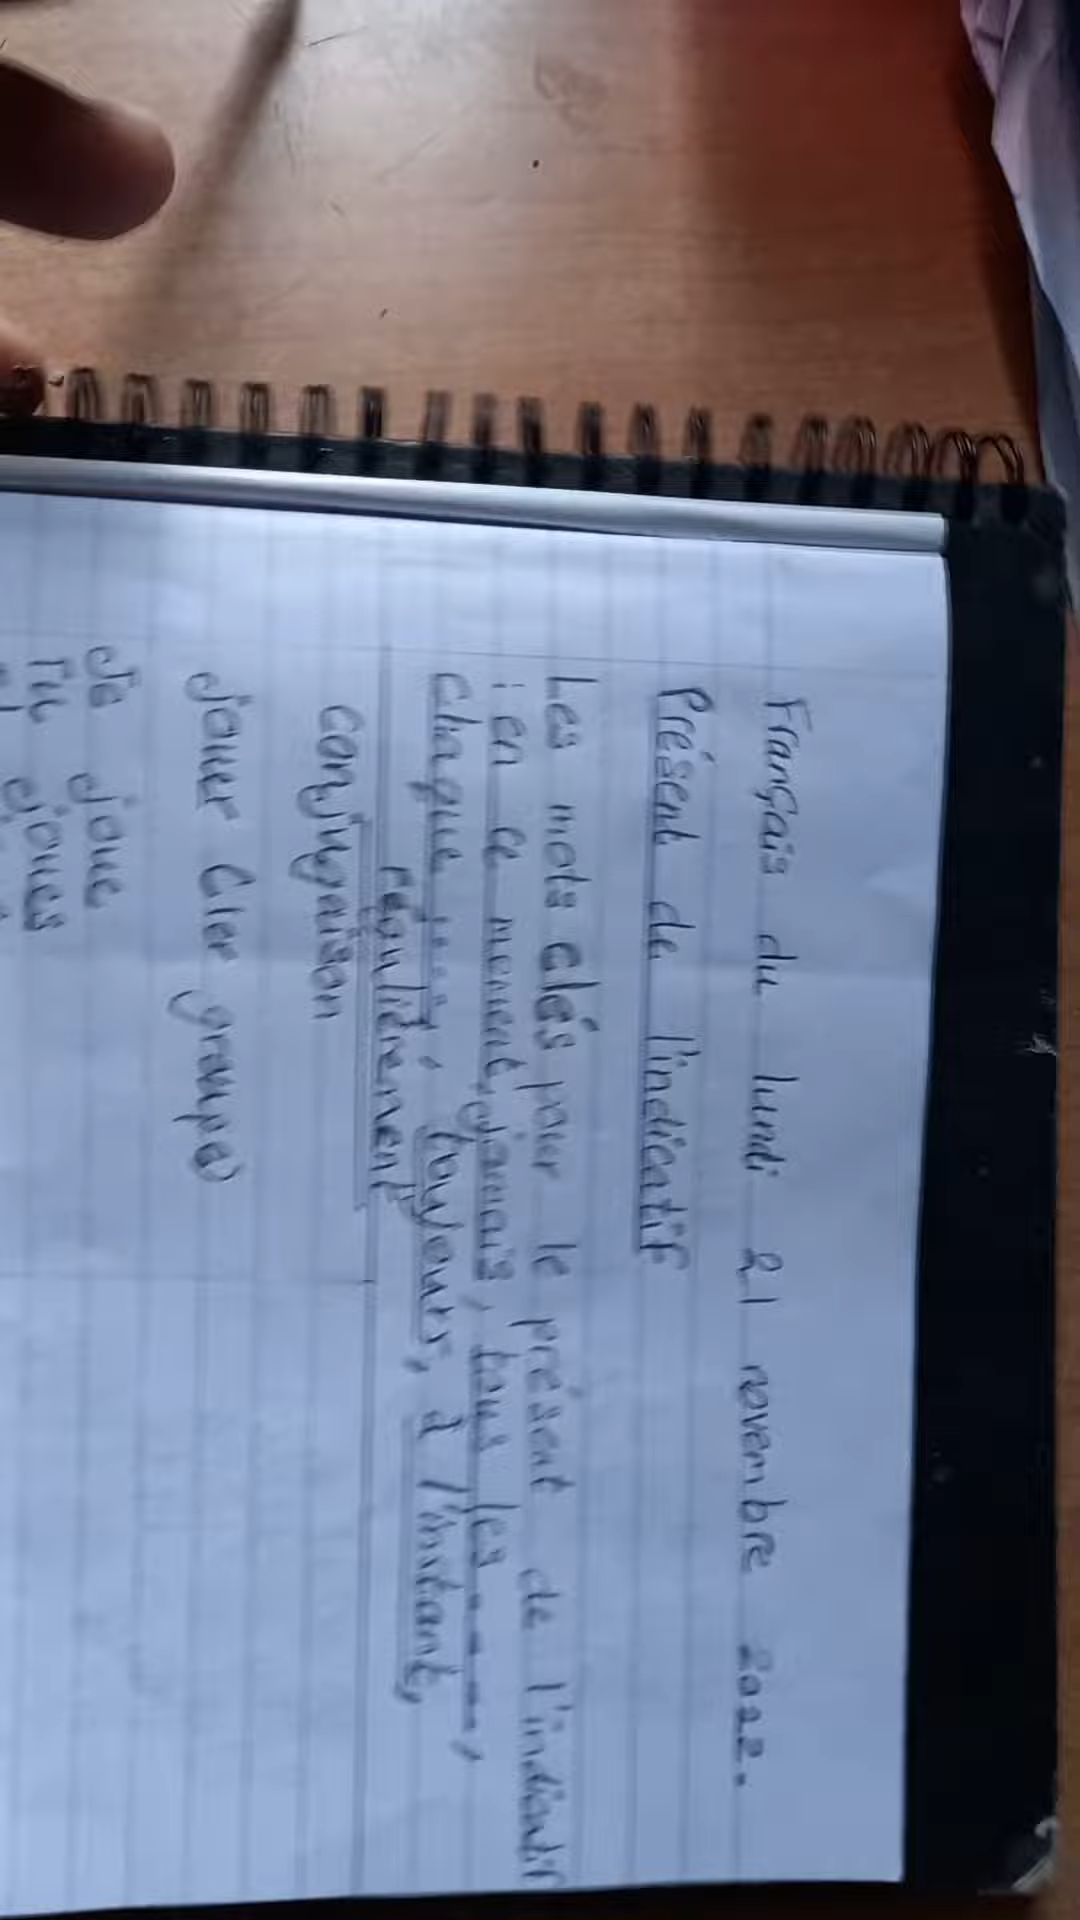 Français du lundi 21 novembre 2022.
Présent de l'indicatif
Les mots clés pour le présent de l'indicatif
: en ce moment, jamais, tous les ----,
chaque jour, toujours, à l'instant,
régulièrement
conjugaison
Jouer (1er groupe)
Je joue
Tu joues